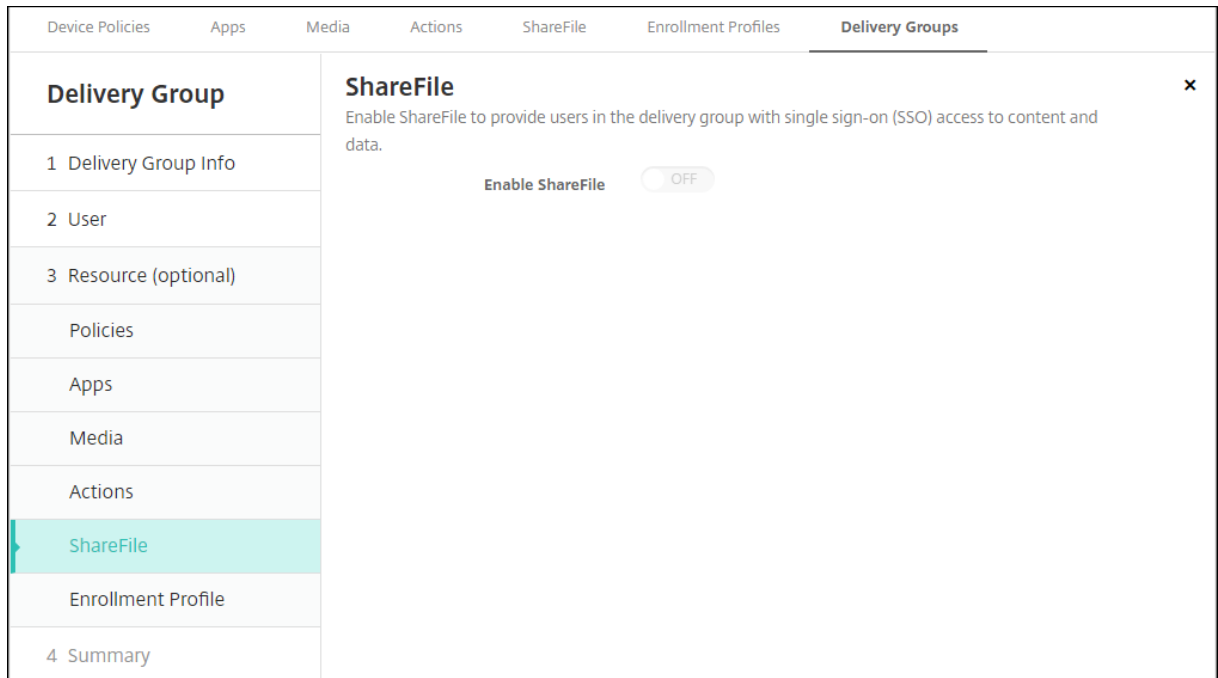 Device Policies Apps Media Actions ShareFile Enrollment Profiles Delivery Groups
Delivery Group
1 Delivery Group Info
2 User
3 Resource (optional)
Policies
Apps
Media
Actions
ShareFile
Enrollment Profile
4 Summary
ShareFile
Enable ShareFile to provide users in the delivery group with single sign-on (SSO) access to content and
data.
Enable ShareFile OFF